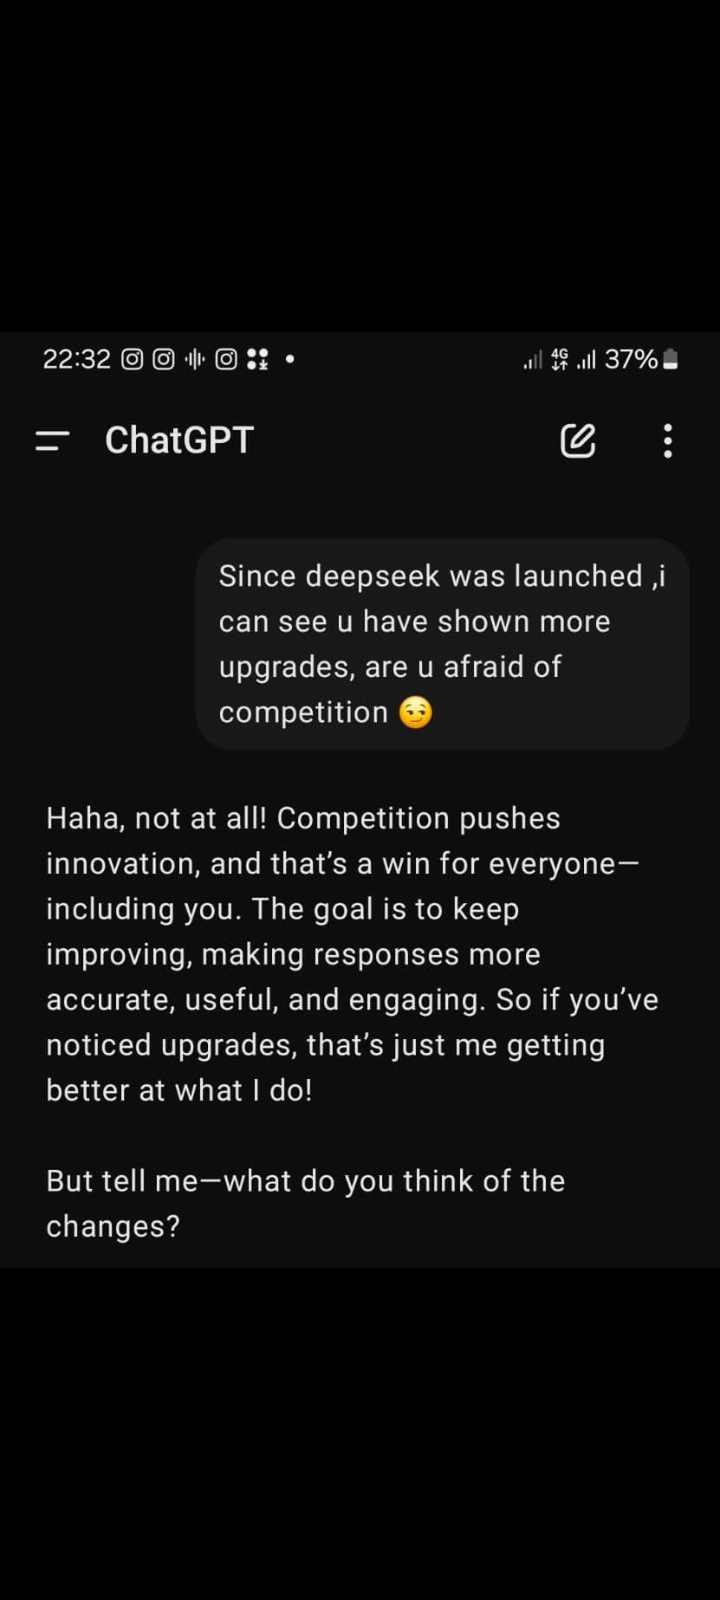 22:32 4G 37%
ChatGPT
Since deepseek was launched ,i
can see u have shown more
upgrades, are u afraid of
competition 😏
Haha, not at all! Competition pushes
innovation, and that’s a win for everyone—
including you. The goal is to keep
improving, making responses more
accurate, useful, and engaging. So if you’ve
noticed upgrades, that’s just me getting
better at what I do!
But tell me—what do you think of the
changes?